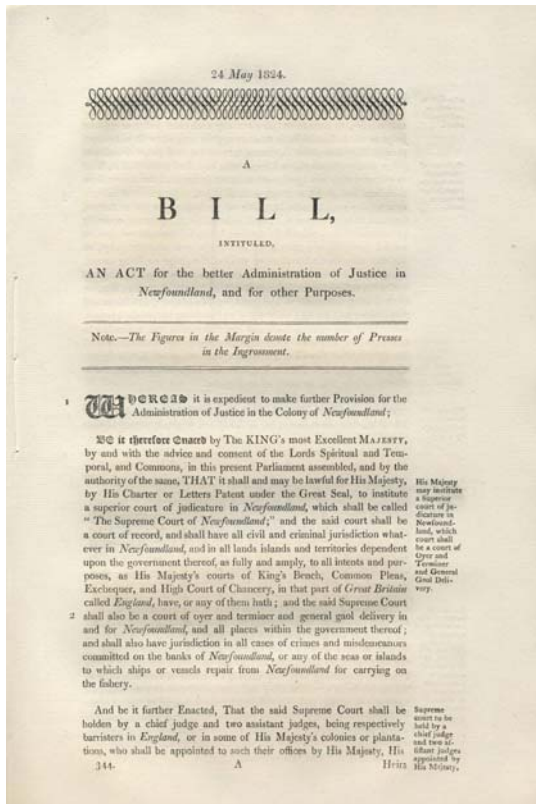 24 May 1824.
A
BILL,
INTITULED,
AN ACT for the better Administration of Justice in
Newfoundland, and for other Purposes.
Note.—The Figures in the Margin denote the number of Presses
in the Ingrossment.
1 WHEREAS it is expedient to make further Provision for the
Administration of Justice in the Colony of Newfoundland;
BE it therefore Enacted by The KING's most Excellent MAJESTY,
by and with the advice and consent of the Lords Spiritual and Tem-
poral, and Commons, in this present Parliament assembled, and by the
authority of the same, THAT it shall and may be lawful for His Majesty,
by His Charter or Letters Patent under the Great Seal, to institute
a superior court of judicature in Newfoundland, which shall be called
" The Supreme Court of Newfoundland;" and the said court shall be
a court of record, and shall have all civil and criminal jurisdiction what-
ever in Newfoundland, and in all lands islands and territories dependent
upon the government thereof, as fully and amply, to all intents and pur-
poses, as His Majesty's courts of King's Bench, Common Pleas,
Exchequer, and High Court of Chancery, in that part of Great Britain
called England, have, or any of them hath; and the said Supreme Court
2 shall also be a court of oyer and terminer and general gaol delivery in
and for Newfoundland, and all places within the government thereof;
and shall also have jurisdiction in all cases of crimes and misdemeanors
committed on the banks of Newfoundland, or any of the seas or islands
to which ships or vessels repair from Newfoundland for carrying on
the fishery.
His Majesty
may institute
a Superior
court of ju-
dicature in
Newfound-
land, which
court shall
be a court of
Oyer and
Terminer
and General
Gaol Deli-
very.
And be it further Enacted, That the said Supreme Court shall be
holden by a chief judge and two assistant judges, being respectively
barristers in England, or in some of His Majesty's colonies or planta-
tions, who shall be appointed to such their offices by His Majesty, His
Supreme
court to be
held by a
chief judge
and two as-
sistant judges
appointed by
His Majesty,
344. A Heirs